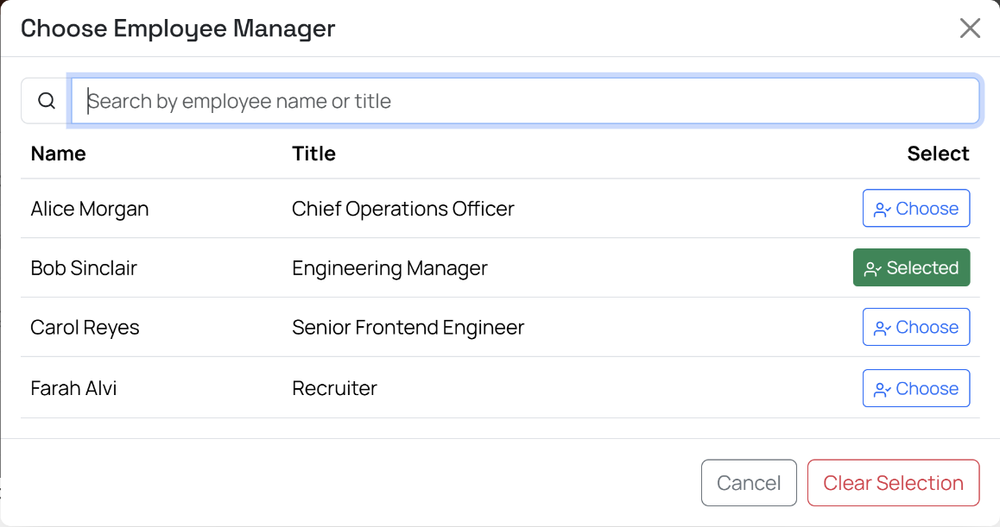 Choose Employee Manager
Search by employee name or title
Name Title Select
Alice Morgan Chief Operations Officer Choose
Bob Sinclair Engineering Manager Selected
Carol Reyes Senior Frontend Engineer Choose
Farah Alvi Recruiter Choose
Cancel Clear Selection